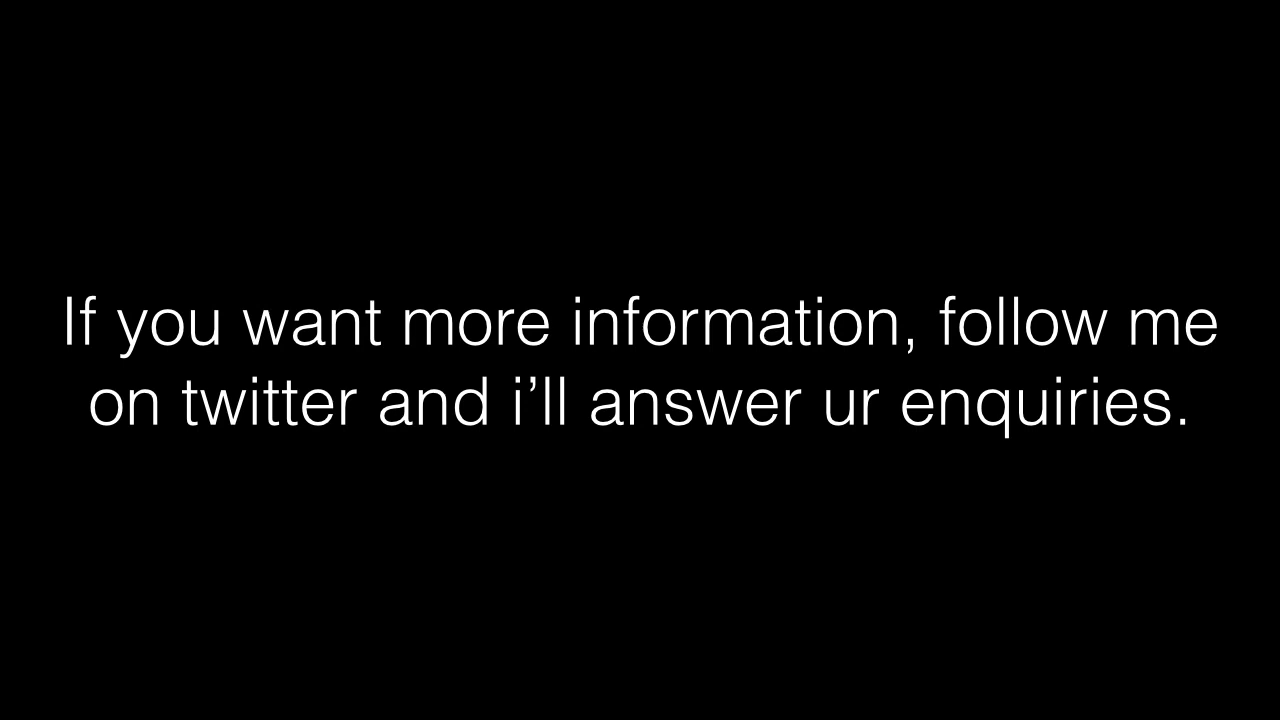 If you want more information, follow me
on twitter and i’ll answer ur enquiries.